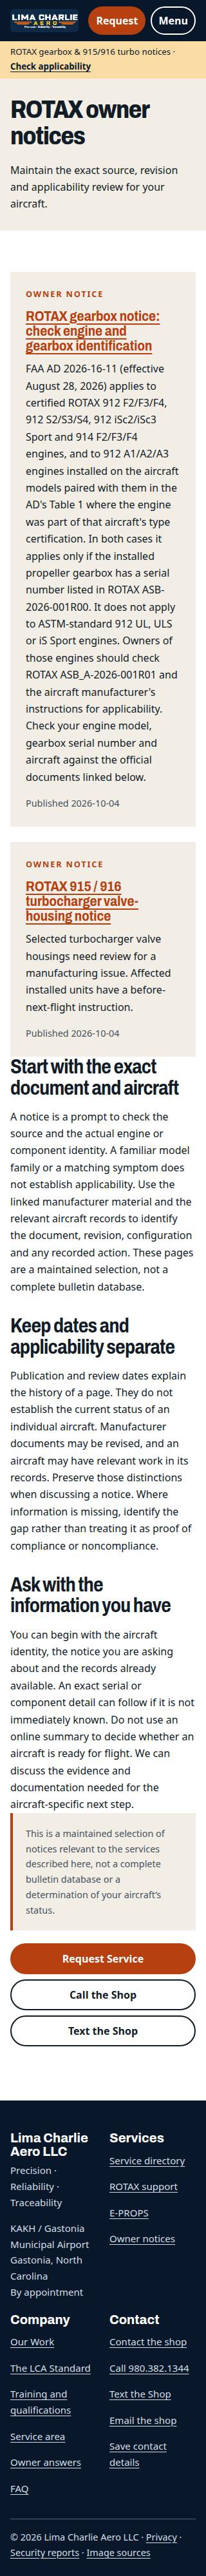 LIMA CHARLIE
AERO
Request
Menu
ROTAX gearbox & 915/916 turbo notices ·
Check applicability
ROTAX owner
notices
Maintain the exact source, revision
and applicability review for your
aircraft.
OWNER NOTICE
ROTAX gearbox notice:
check engine and
gearbox identification
FAA AD 2026-16-11 (effective
August 28, 2026) applies to
certified ROTAX 912 F2/F3/F4,
912 S2/S3/S4, 912 iSc2/iSc3
Sport and 914 F2/F3/F4
engines, and to 912 A1/A2/A3
engines installed on the aircraft
models paired with them in the
AD's Table 1 where the engine
was part of that aircraft's type
certification. In both cases it
applies only if the installed
propeller gearbox has a serial
number listed in ROTAX ASB-
2026-001R00. It does not apply
to ASTM-standard 912 UL, ULS
or iS Sport engines. Owners of
those engines should check
ROTAX ASB_A-2026-001R01 and
the aircraft manufacturer's
instructions for applicability.
Check your engine model,
gearbox serial number and
aircraft against the official
documents linked below.
Published 2026-10-04
OWNER NOTICE
ROTAX 915 / 916
turbocharger valve-
housing notice
Selected turbocharger valve
housings need review for a
manufacturing issue. Affected
installed units have a before-
next-flight instruction.
Published 2026-10-04
Start with the exact
document and aircraft
A notice is a prompt to check the
source and the actual engine or
component identity. A familiar model
family or a matching symptom does
not establish applicability. Use the
linked manufacturer material and the
relevant aircraft records to identify
the document, revision, configuration
and any recorded action. These pages
are a maintained selection, not a
complete bulletin database.
Keep dates and
applicability separate
Publication and review dates explain
the history of a page. They do not
establish the current status of an
individual aircraft. Manufacturer
documents may be revised, and an
aircraft may have relevant work in its
records. Preserve those distinctions
when discussing a notice. Where
information is missing, identify the
gap rather than treating it as proof of
compliance or noncompliance.
Ask with the
information you have
You can begin with the aircraft
identity, the notice you are asking
about and the records already
available. An exact serial or
component detail can follow if it is not
immediately known. Do not use an
online summary to decide whether an
aircraft is ready for flight. We can
discuss the evidence and
documentation needed for the
aircraft-specific next step.
This is a maintained selection of
notices relevant to the services
described here, not a complete
bulletin database or a
determination of your aircraft's
status.
Request Service
Call the Shop
Text the Shop
Lima Charlie
Aero LLC
Precision ·
Reliability ·
Traceability
KAKH / Gastonia
Municipal Airport
Gastonia, North
Carolina
By appointment
Services
Service directory
ROTAX support
E-PROPS
Owner notices
Company
Our Work
The LCA Standard
Training and
qualifications
Service area
Owner answers
FAQ
Contact
Contact the shop
Call 980.382.1344
Text the Shop
Email the shop
Save contact
details
© 2026 Lima Charlie Aero LLC · Privacy ·
Security reports · Image sources